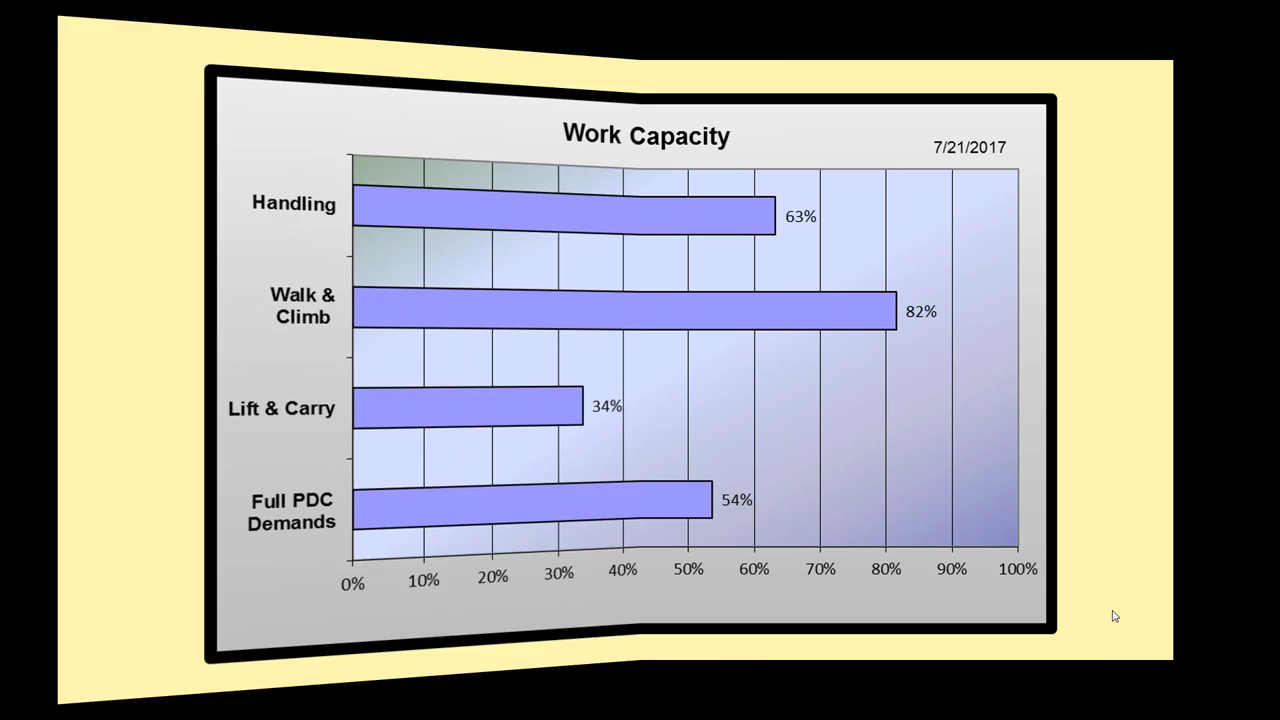 Work Capacity
7/21/2017
Handling
63%
Walk &
Climb
82%
Lift & Carry
34%
Full PDC
Demands
54%
0% 10% 20% 30% 40% 50% 60% 70% 80% 90% 100%